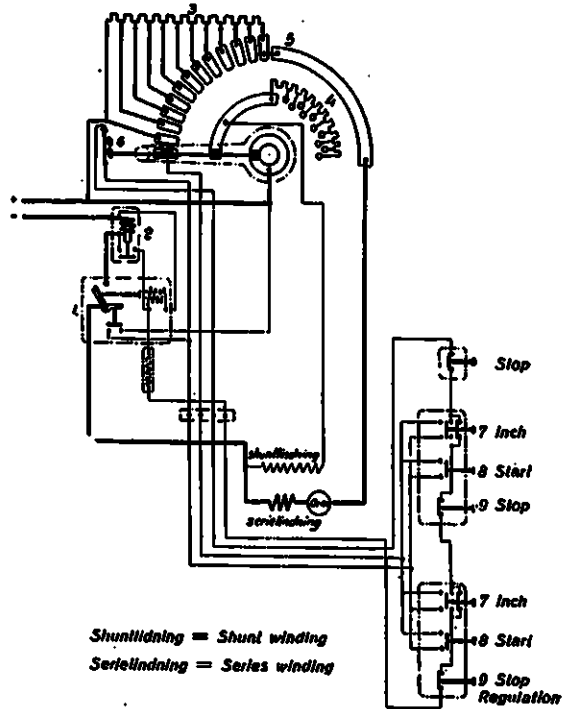 3
5
4
6
+
-
2
1
Stop
7 Inch
8 Start
9 Stop
shuntlindning
serielindning
7 Inch
8 Start
9 Stop
Regulation
Shuntlidning = Shunt winding
Serielindning = Series winding